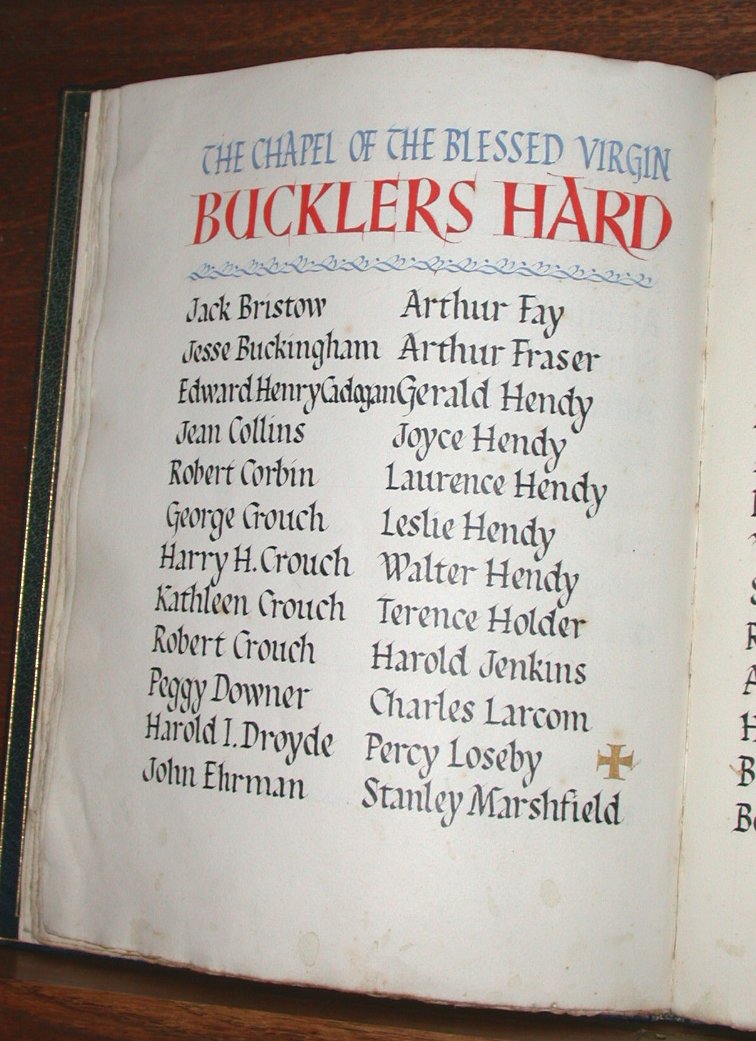 THE CHAPEL OF THE BLESSED VIRGIN
BUCKLERS HARD
Jack Bristow
Jesse Buckingham
Edward Henry Cadogan
Jean Collins
Robert Corbin
George Crouch
Harry H. Crouch
Kathleen Crouch
Robert Crouch
Peggy Downer
Harold I. Droyde
John Ehrman
Arthur Fay
Arthur Fraser
Gerald Hendy
Joyce Hendy
Laurence Hendy
Leslie Hendy
Walter Hendy
Terence Holder
Harold Jenkins
Charles Larcom
Percy Loseby
Stanley Marshfield